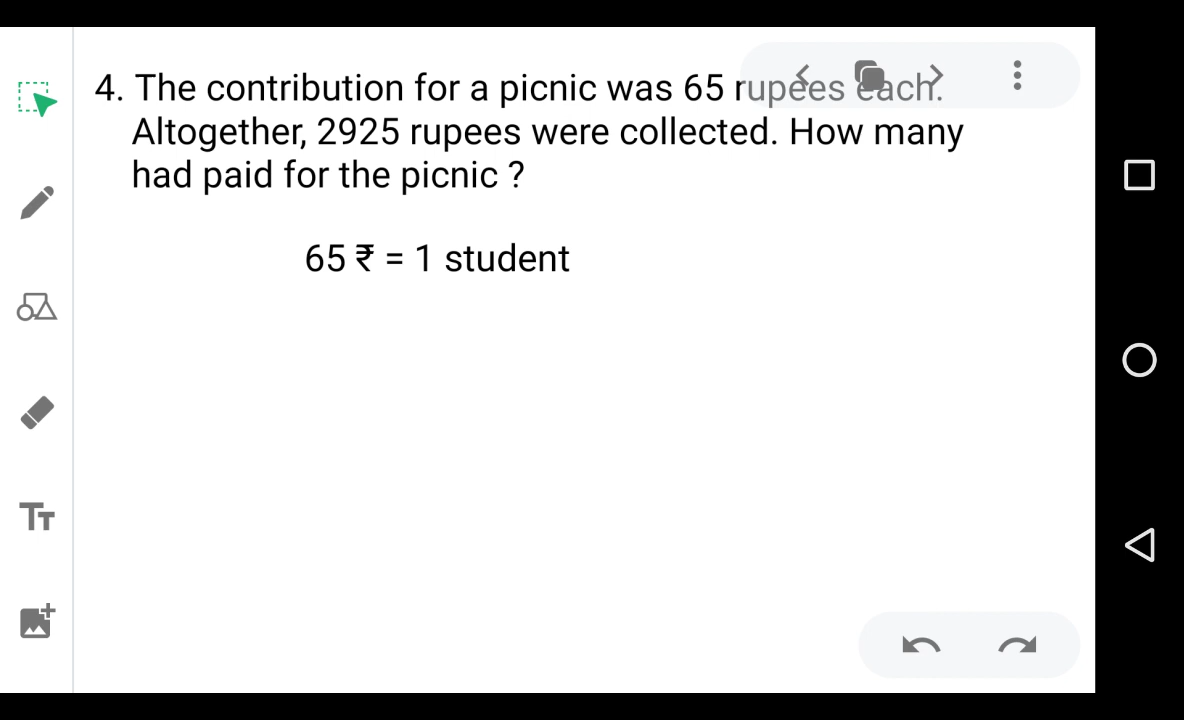 4. The contribution for a picnic was 65 rupees each.
Altogether, 2925 rupees were collected. How many
had paid for the picnic ?
65 ₹ = 1 student
TT